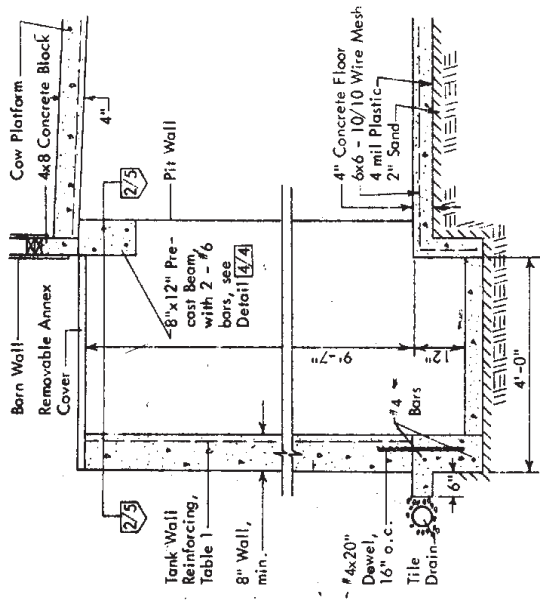 Barn Wall
Removable Annex
Cover
Cow Platform
4x8 Concrete Block
4"
2/5
2/5
Tank Wall
Reinforcing,
Table 1
8" Wall,
min.
8"x12" Pre-
cast Beam,
with 2 - #6
bars, see
Detail 4/4
Pit Wall
9'-7"
12"
#4x20"
Dowel,
16" o.c.
#4
Bars
Tile
Drain
6"
4'-0"
4" Concrete Floor
6x6 - 10/10 Wire Mesh
4 mil Plastic
2" Sand